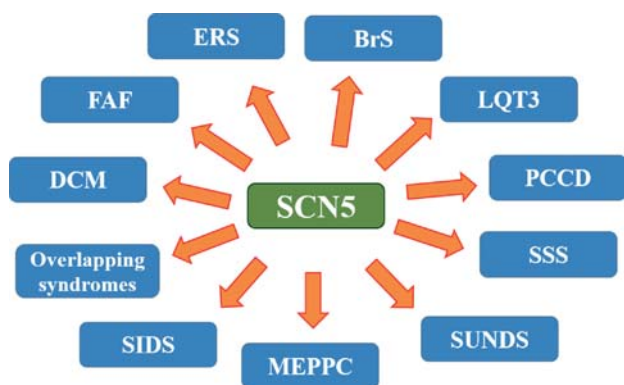 ERS
BrS
FAF
LQT3
DCM
SCN5
PCCD
Overlapping
syndromes
SSS
SIDS
MEPPC
SUNDS